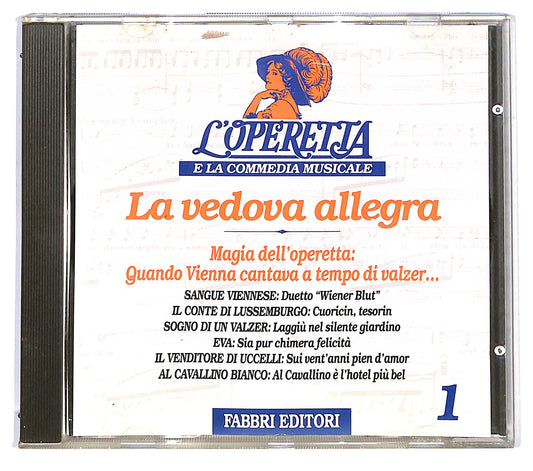 L'OPERETTA
E LA COMMEDIA MUSICALE
La vedova allegra
Magia dell'operetta:
Quando Vienna cantava a tempo di valzer...
SANGUE VIENNESE: Duetto "Wiener Blut"
IL CONTE DI LUSSEMBURGO: Cuoricin, tesorin
SOGNO DI UN VALZER: Laggiù nel silente giardino
EVA: Sia pur chimera felicità
IL VENDITORE DI UCCELLI: Sui vent'anni pien d'amor
AL CAVALLINO BIANCO: Al Cavallino è l'hotel più bel
1
FABBRI EDITORI